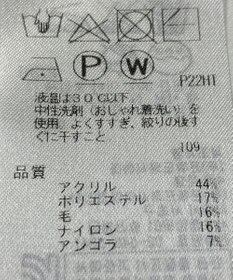 P W
P22H1
液温は30℃以下
中性洗剤(おしゃれ着洗い)を
使用。よくすすぎ、絞りの後す
ぐに干すこと。
109
品質
アクリル 44%
ポリエステル 17%
毛 16%
ナイロン 16%
アンゴラ 7%